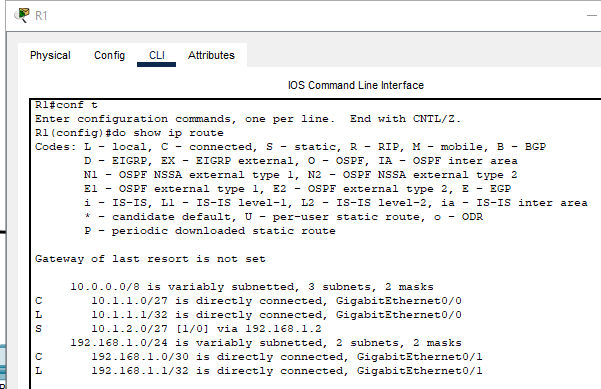 R1
Physical Config CLI Attributes
IOS Command Line Interface
R1#conf t
Enter configuration commands, one per line.  End with CNTL/Z.
R1(config)#do show ip route
Codes: L - local, C - connected, S - static, R - RIP, M - mobile, B - BGP
       D - EIGRP, EX - EIGRP external, O - OSPF, IA - OSPF inter area
       N1 - OSPF NSSA external type 1, N2 - OSPF NSSA external type 2
       E1 - OSPF external type 1, E2 - OSPF external type 2, E - EGP
       i - IS-IS, L1 - IS-IS level-1, L2 - IS-IS level-2, ia - IS-IS inter area
       * - candidate default, U - per-user static route, o - ODR
       P - periodic downloaded static route
Gateway of last resort is not set
     10.0.0.0/8 is variably subnetted, 3 subnets, 2 masks
C       10.1.1.0/27 is directly connected, GigabitEthernet0/0
L       10.1.1.1/32 is directly connected, GigabitEthernet0/0
S       10.1.2.0/27 [1/0] via 192.168.1.2
     192.168.1.0/24 is variably subnetted, 2 subnets, 2 masks
C       192.168.1.0/30 is directly connected, GigabitEthernet0/1
L       192.168.1.1/32 is directly connected, GigabitEthernet0/1